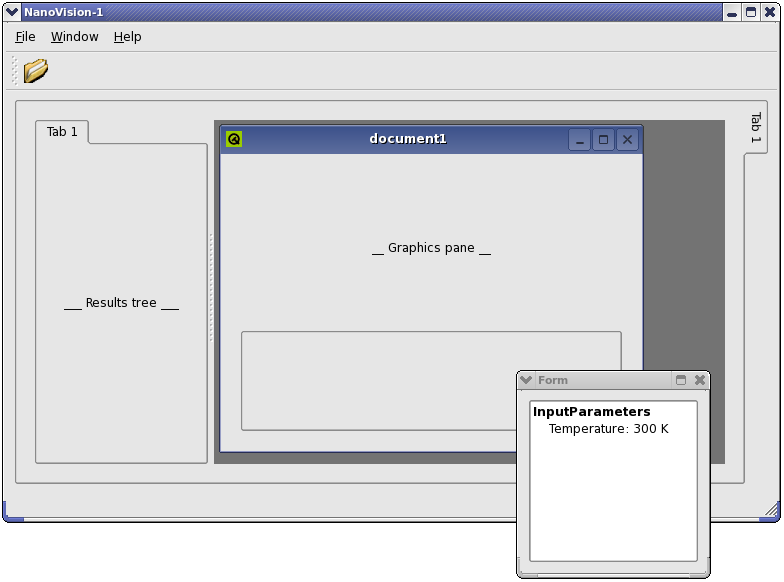 NanoVision-1
File Window Help
Tab 1
Tab 1
document1
__ Graphics pane __
___ Results tree ___
Form
InputParameters
Temperature: 300 K